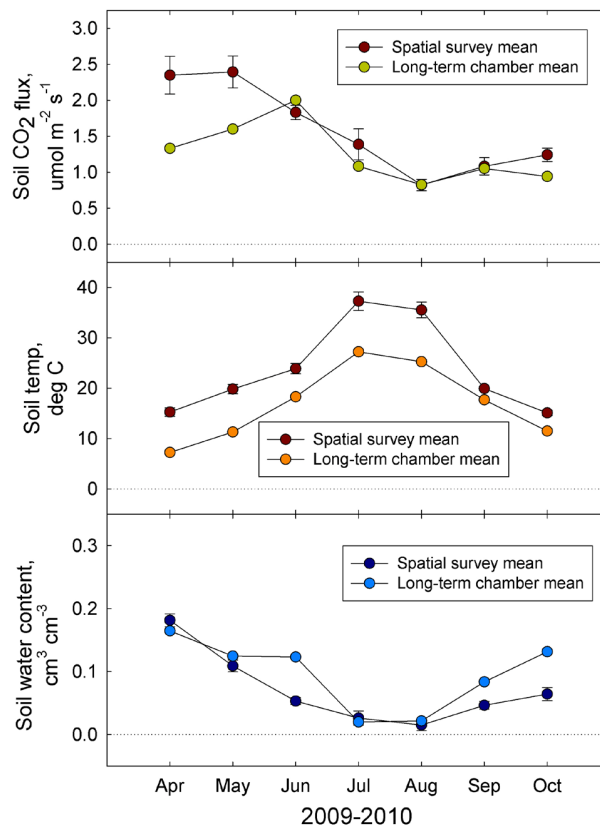 Soil CO2 flux,
umol m-2 s-1
3.0
2.5
2.0
1.5
1.0
0.5
0.0
Spatial survey mean
Long-term chamber mean
Soil temp,
deg C
40
30
20
10
0
Spatial survey mean
Long-term chamber mean
Soil water content,
cm3 cm-3
0.3
0.2
0.1
0.0
Spatial survey mean
Long-term chamber mean
Apr May Jun Jul Aug Sep Oct
2009-2010